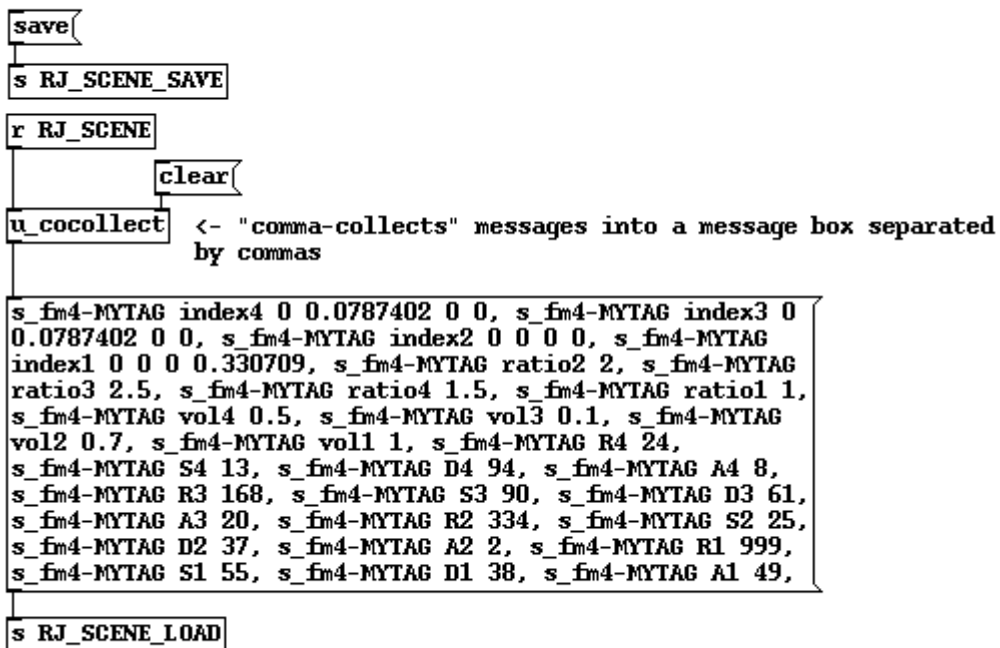 save
s RJ_SCENE_SAVE
r RJ_SCENE
clear
u_cocollect
<- "comma-collects" messages into a message box separated
by commas
s_fm4-MYTAG index4 0 0.0787402 0 0, s_fm4-MYTAG index3 0
0.0787402 0 0, s_fm4-MYTAG index2 0 0 0 0, s_fm4-MYTAG
index1 0 0 0 0.330709, s_fm4-MYTAG ratio2 2, s_fm4-MYTAG
ratio3 2.5, s_fm4-MYTAG ratio4 1.5, s_fm4-MYTAG ratio1 1,
s_fm4-MYTAG vol4 0.5, s_fm4-MYTAG vol3 0.1, s_fm4-MYTAG
vol2 0.7, s_fm4-MYTAG vol1 1, s_fm4-MYTAG R4 24,
s_fm4-MYTAG S4 13, s_fm4-MYTAG D4 94, s_fm4-MYTAG A4 8,
s_fm4-MYTAG R3 168, s_fm4-MYTAG S3 90, s_fm4-MYTAG D3 61,
s_fm4-MYTAG A3 20, s_fm4-MYTAG R2 334, s_fm4-MYTAG S2 25,
s_fm4-MYTAG D2 37, s_fm4-MYTAG A2 2, s_fm4-MYTAG R1 999,
s_fm4-MYTAG S1 55, s_fm4-MYTAG D1 38, s_fm4-MYTAG A1 49,
s RJ_SCENE_LOAD